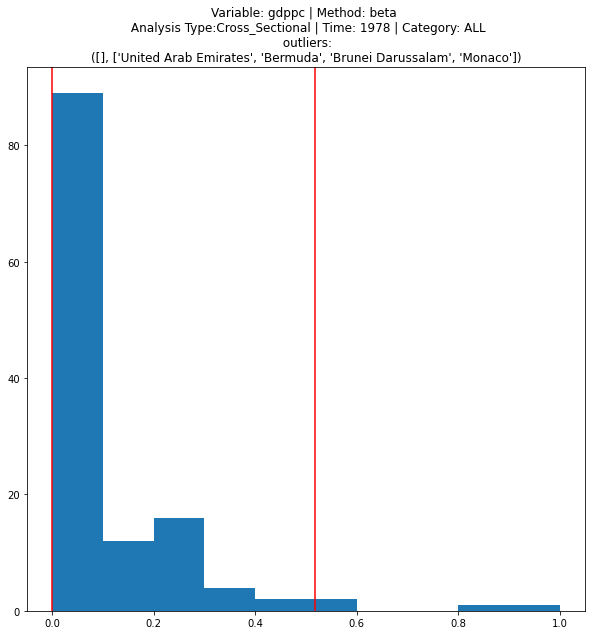 Variable: gdppc | Method: beta
Analysis Type:Cross_Sectional | Time: 1978 | Category: ALL
outliers:
([], ['United Arab Emirates', 'Bermuda', 'Brunei Darussalam', 'Monaco'])
80
60
40
20
0
0.0 0.2 0.4 0.6 0.8 1.0